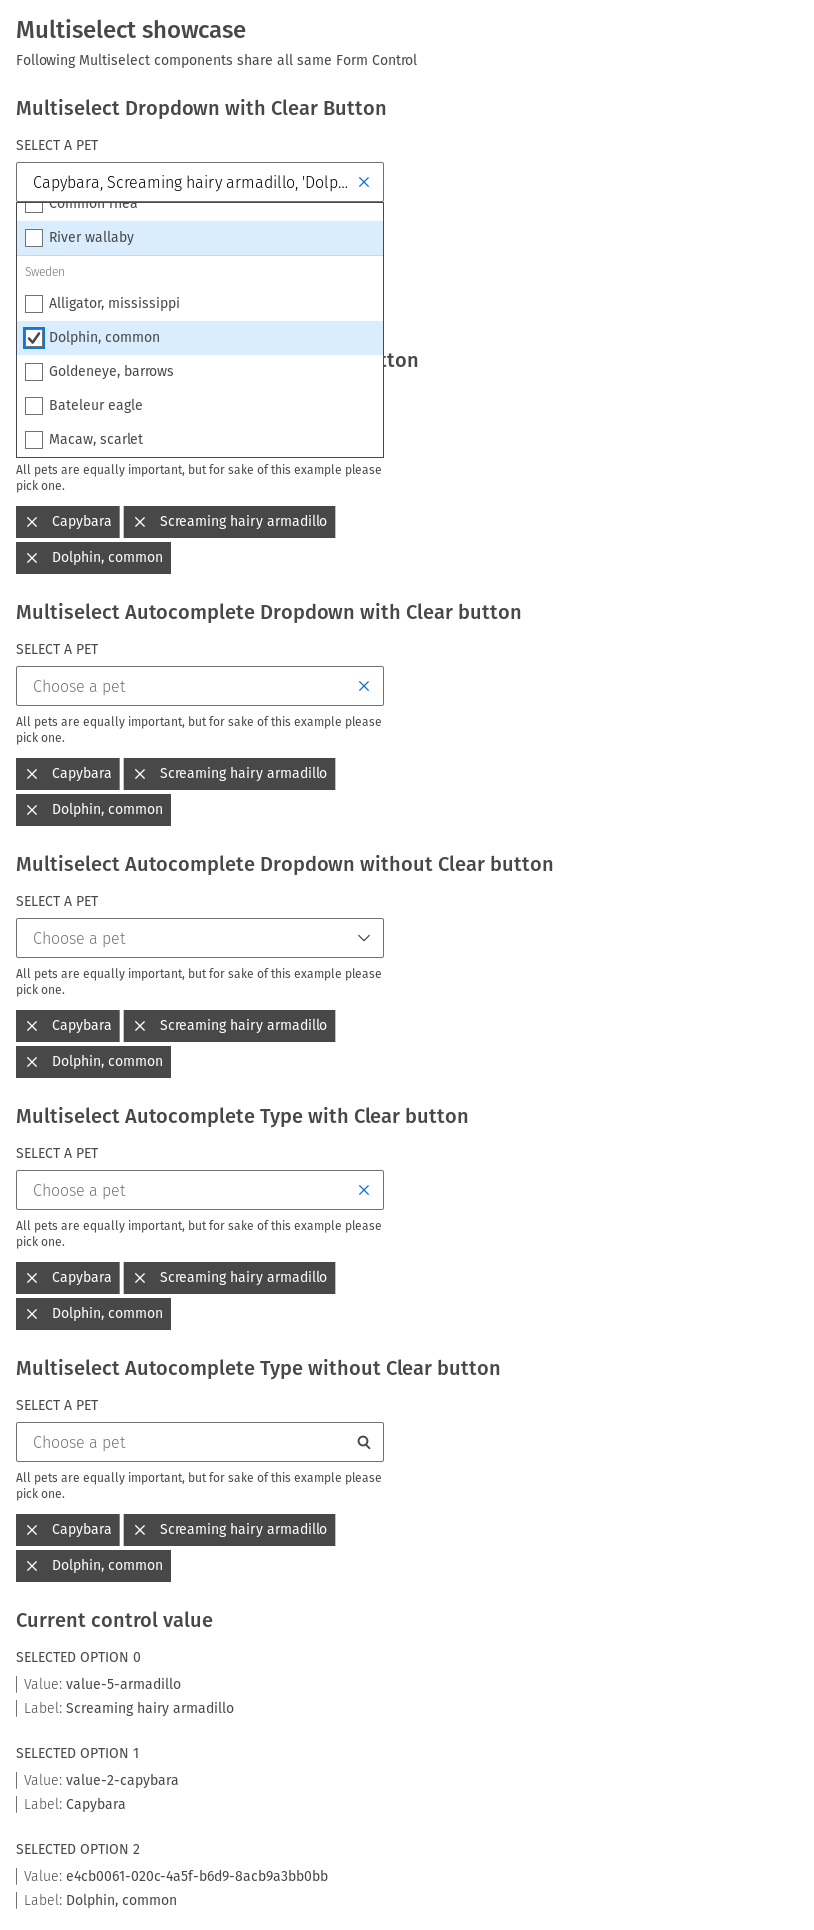 Multiselect showcase
Following Multiselect components share all same Form Control
Multiselect Dropdown with Clear Button
SELECT A PET
Capybara, Screaming hairy armadillo, 'Dolp...
Common rhea
River wallaby
Sweden
Alligator, mississippi
Dolphin, common
Goldeneye, barrows
Bateleur eagle
Macaw, scarlet
All pets are equally important, but for sake of this example please
pick one.
Capybara Screaming hairy armadillo
Dolphin, common
Multiselect Autocomplete Dropdown with Clear button
SELECT A PET
Choose a pet
All pets are equally important, but for sake of this example please
pick one.
Capybara Screaming hairy armadillo
Dolphin, common
Multiselect Autocomplete Dropdown without Clear button
SELECT A PET
Choose a pet
All pets are equally important, but for sake of this example please
pick one.
Capybara Screaming hairy armadillo
Dolphin, common
Multiselect Autocomplete Type with Clear button
SELECT A PET
Choose a pet
All pets are equally important, but for sake of this example please
pick one.
Capybara Screaming hairy armadillo
Dolphin, common
Multiselect Autocomplete Type without Clear button
SELECT A PET
Choose a pet
All pets are equally important, but for sake of this example please
pick one.
Capybara Screaming hairy armadillo
Dolphin, common
Current control value
SELECTED OPTION 0
Value: value-5-armadillo
Label: Screaming hairy armadillo
SELECTED OPTION 1
Value: value-2-capybara
Label: Capybara
SELECTED OPTION 2
Value: e4cb0061-020c-4a5f-b6d9-8acb9a3bb0bb
Label: Dolphin, common